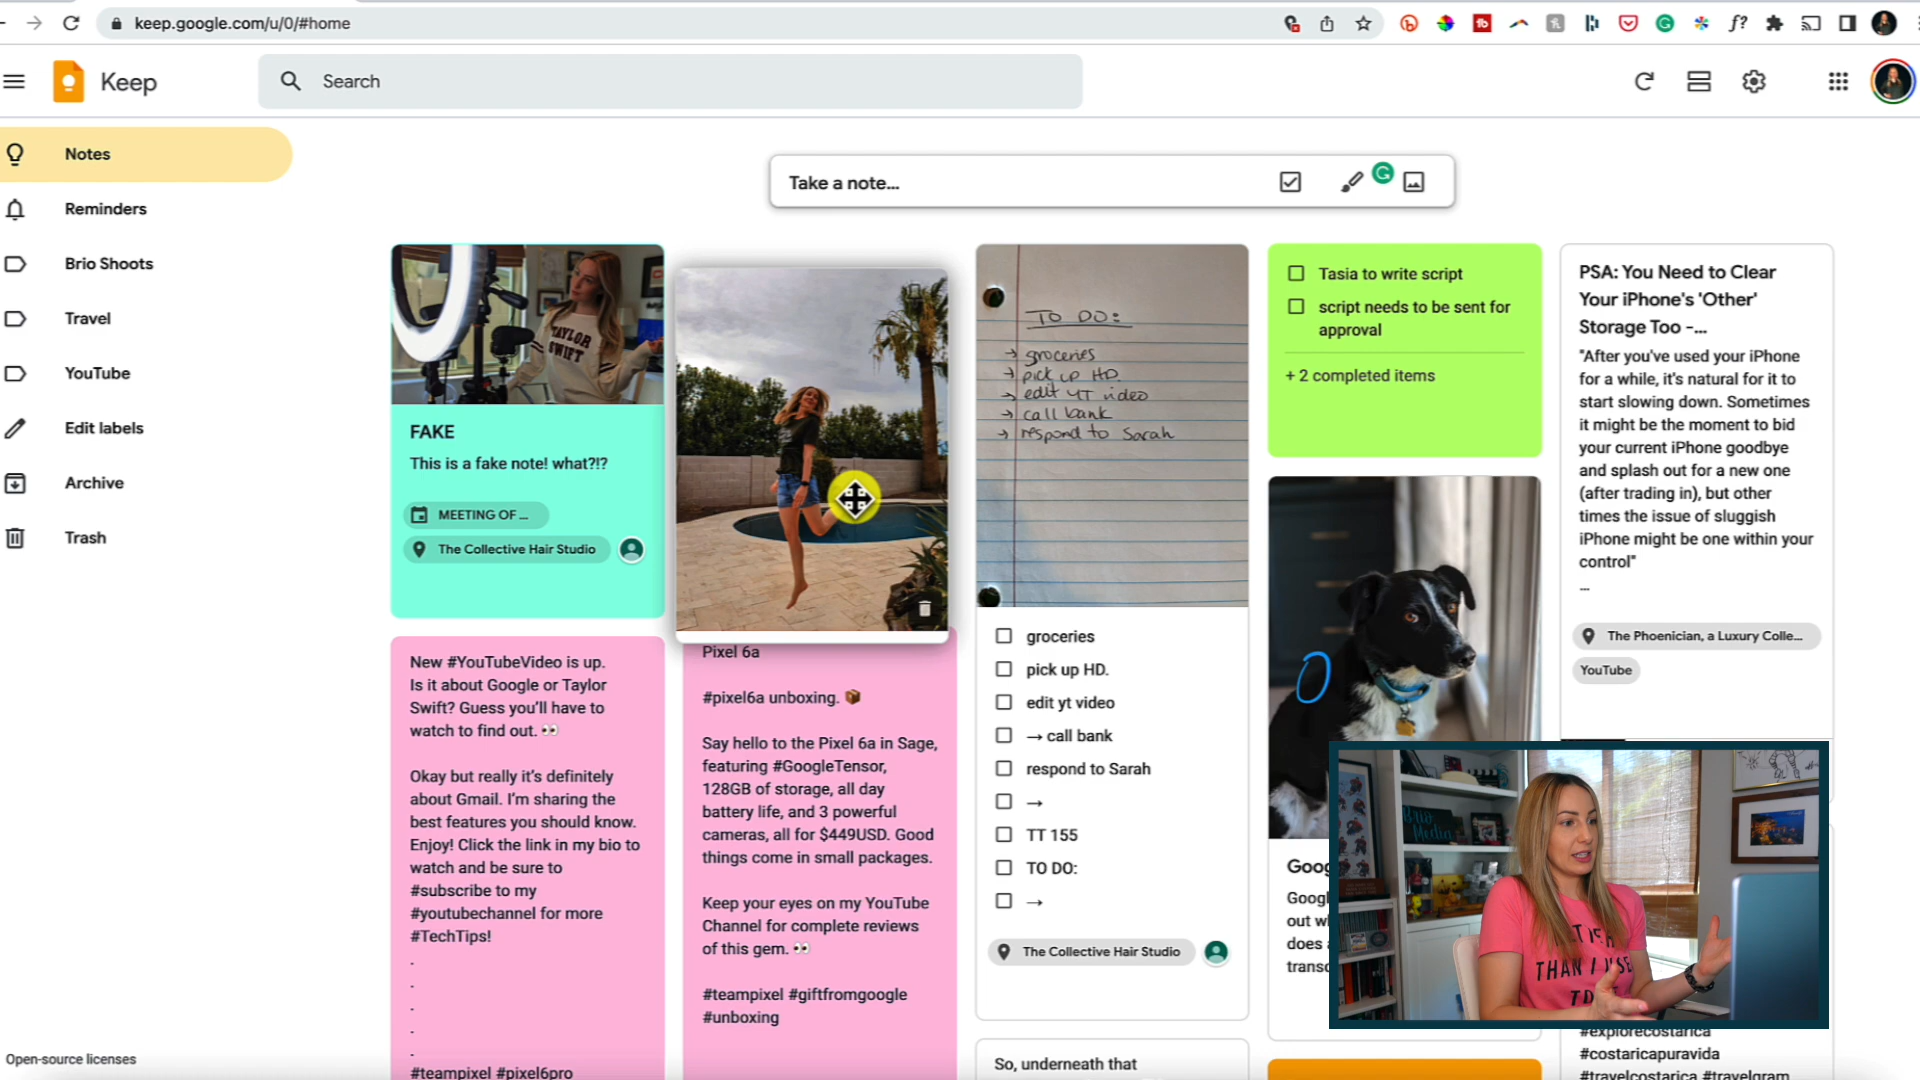 keep.google.com/u/0/#home
Keep
Search
Notes
Reminders
Brio Shoots
Travel
YouTube
Edit labels
Archive
Trash
Open-source licenses
Take a note...
TAYLOR
SWIFT
FAKE
This is a fake note! what?!?
MEETING OF ...
The Collective Hair Studio
New #YouTubeVideo is up.
Is it about Google or Taylor
Swift? Guess you'll have to
watch to find out. 👀
Okay but really it's definitely
about Gmail. I'm sharing the
best features you should know.
Enjoy! Click the link in my bio to
watch and be sure to
#subscribe to my
#youtubechannel for more
#TechTips!
.
.
.
.
.
#teampixel #pixel6pro
Pixel 6a
#pixel6a unboxing. 📦
Say hello to the Pixel 6a in Sage,
featuring #GoogleTensor,
128GB of storage, all day
battery life, and 3 powerful
cameras, all for $449USD. Good
things come in small packages.
Keep your eyes on my YouTube
Channel for complete reviews
of this gem. 👀
#teampixel #giftfromgoogle
#unboxing
TO DO:
→ groceries
→ pick up HD.
→ edit YT video
→ call bank
→ respond to Sarah
groceries
pick up HD.
edit yt video
→ call bank
respond to Sarah
→
TT 155
TO DO:
→
The Collective Hair Studio
So, underneath that
Tasia to write script
script needs to be sent for
approval
+ 2 completed items
Goog
Googl
out w
does a
transc
PSA: You Need to Clear
Your iPhone's 'Other'
Storage Too -...
"After you've used your iPhone
for a while, it's natural for it to
start slowing down. Sometimes
it might be the moment to bid
your current iPhone goodbye
and splash out for a new one
(after trading in), but other
times the issue of sluggish
iPhone might be one within your
control"
...
The Phoenician, a Luxury Colle...
YouTube
Brio Media
THAN I
#explorecostarica
#costaricapuravida
#travelcostarica #travelgram